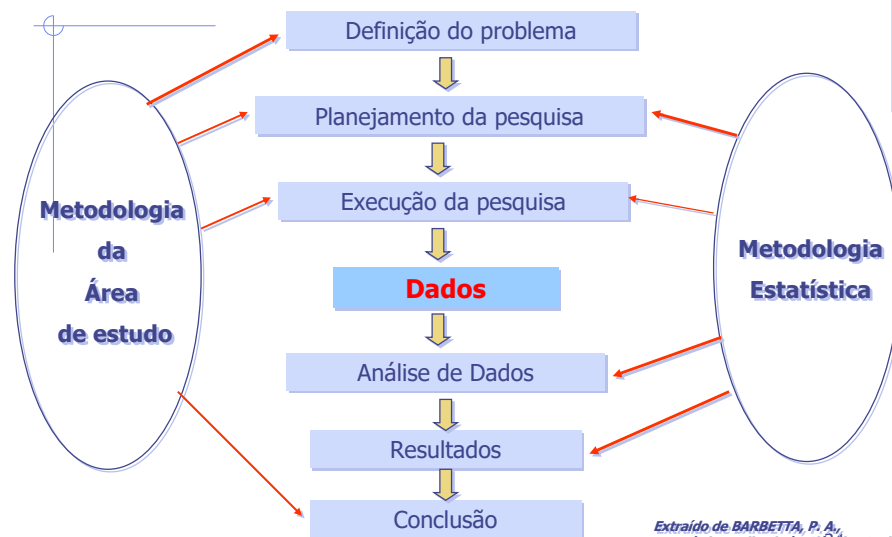 Definição do problema
Planejamento da pesquisa
Execução da pesquisa
Dados
Análise de Dados
Resultados
Conclusão
Metodologia
da
Área
de estudo
Metodologia
Estatística
Extraído de BARBETTA, P. A.,